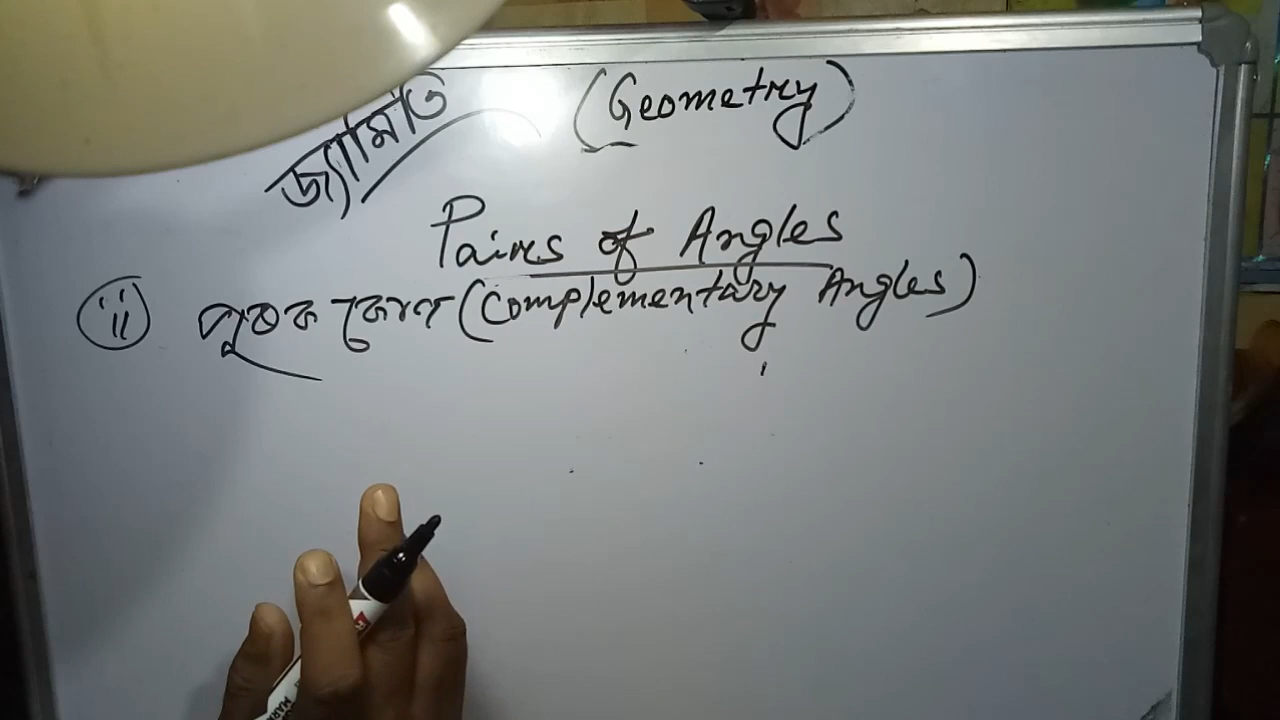 জ্যামিতি (Geometry)
Pairs of Angles
(ii) পূরক কোণ (Complementary Angles)